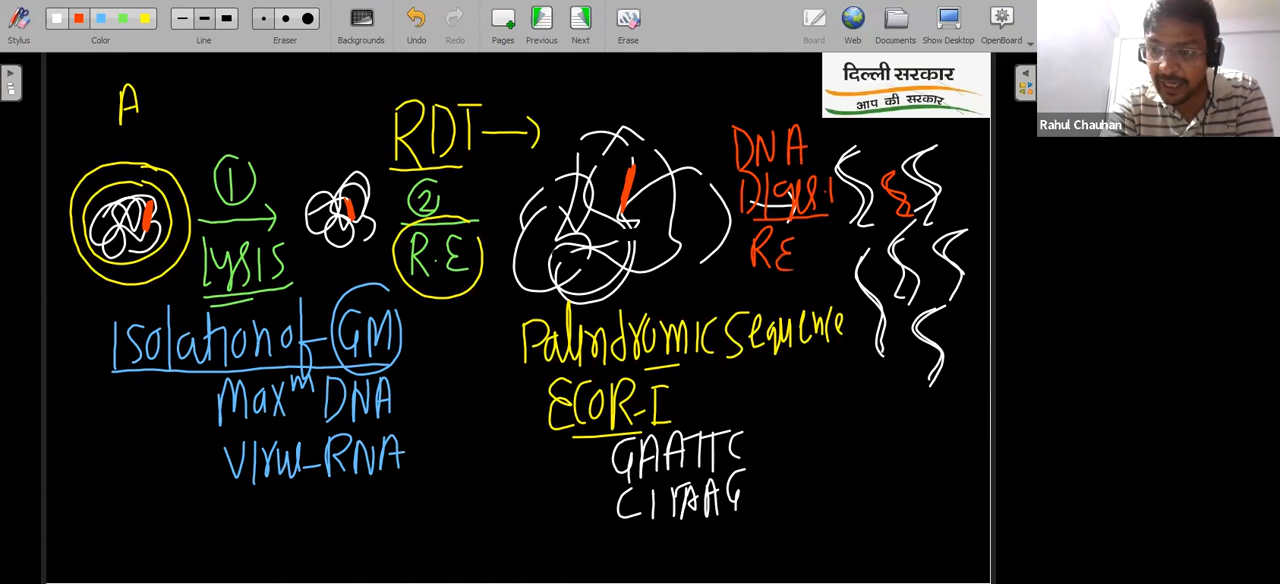 Stylus
Color
Line
Eraser
Backgrounds
Undo
Redo
Pages
Previous
Next
Erase
Board
Web
Documents
Show Desktop
OpenBoard
Rahul Chauhan
दिल्ली सरकार
आप की सरकार
A
RDT →
1
Lysis
2
R.E
DNA
RE
Isolation of GM
Maxᵐ DNA
Virus-RNA
Palindromic Sequence
ECOR-I
GAATTC
CTTAAG